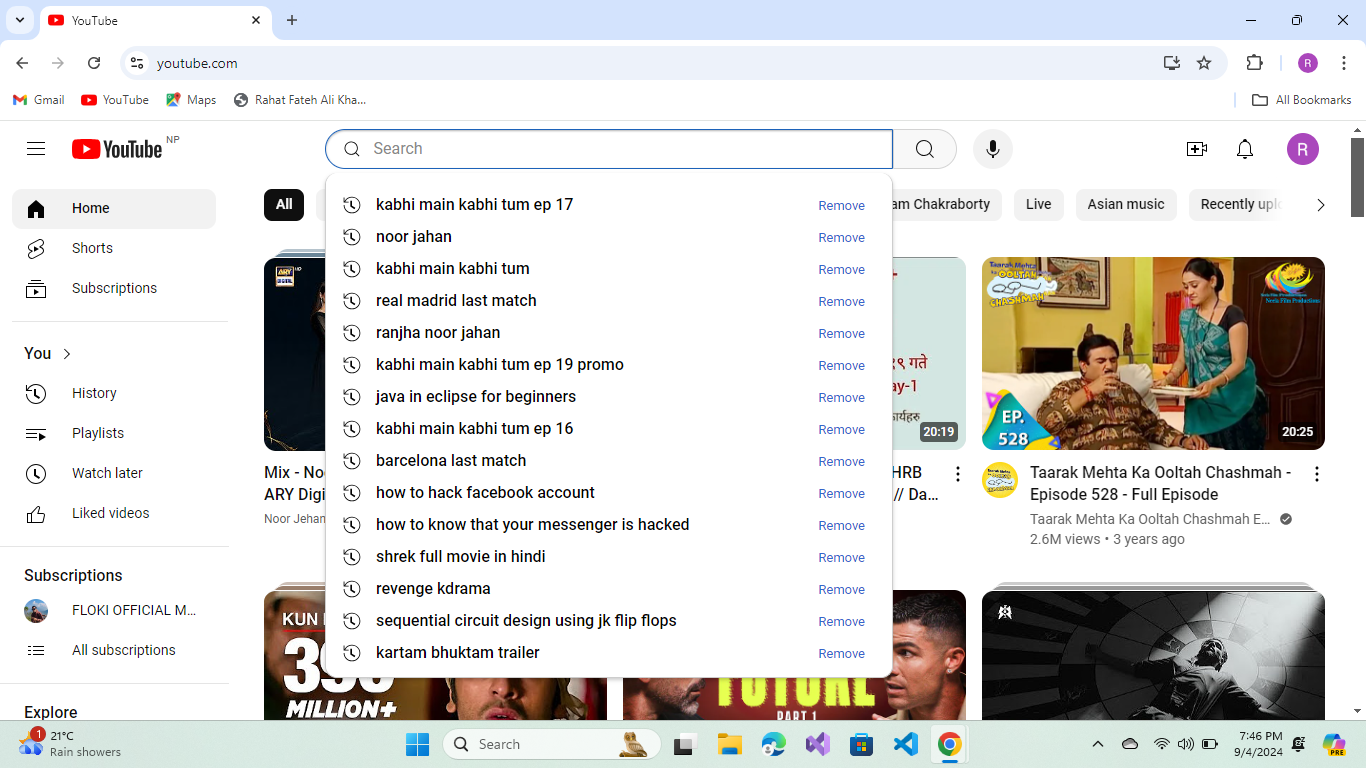 YouTube
youtube.com
R
Gmail
YouTube
Maps
Rahat Fateh Ali Kha...
All Bookmarks
YouTube NP
Search
R
Home
Shorts
Subscriptions
You
History
Playlists
Watch later
Liked videos
Subscriptions
FLOKI OFFICIAL M...
All subscriptions
Explore
All
am Chakraborty
Live
Asian music
Recently uplo
kabhi main kabhi tum ep 17 Remove
noor jahan Remove
kabhi main kabhi tum Remove
real madrid last match Remove
ranjha noor jahan Remove
kabhi main kabhi tum ep 19 promo Remove
java in eclipse for beginners Remove
kabhi main kabhi tum ep 16 Remove
barcelona last match Remove
how to hack facebook account Remove
how to know that your messenger is hacked Remove
shrek full movie in hindi Remove
revenge kdrama Remove
sequential circuit design using jk flip flops Remove
kartam bhuktam trailer Remove
ARY
DIGITAL
HD
Mix - No
ARY Digi
Noor Jehan
१९ गते
ay-1
ार्यहरु
20:19
HRB
// Da...
Taarak Mehta
Ka OOLTAH
CHASHMAH
Neela Film Productions
EP.
528
20:25
Taarak Mehta Ka Ooltah Chashmah -
Episode 528 - Full Episode
Taarak Mehta Ka Ooltah Chashmah E...
2.6M views • 3 years ago
KUN
390
MILLION+
FUTURE
PART 1
1
21°C
Rain showers
Search
7:46 PM
9/4/2024
PRE